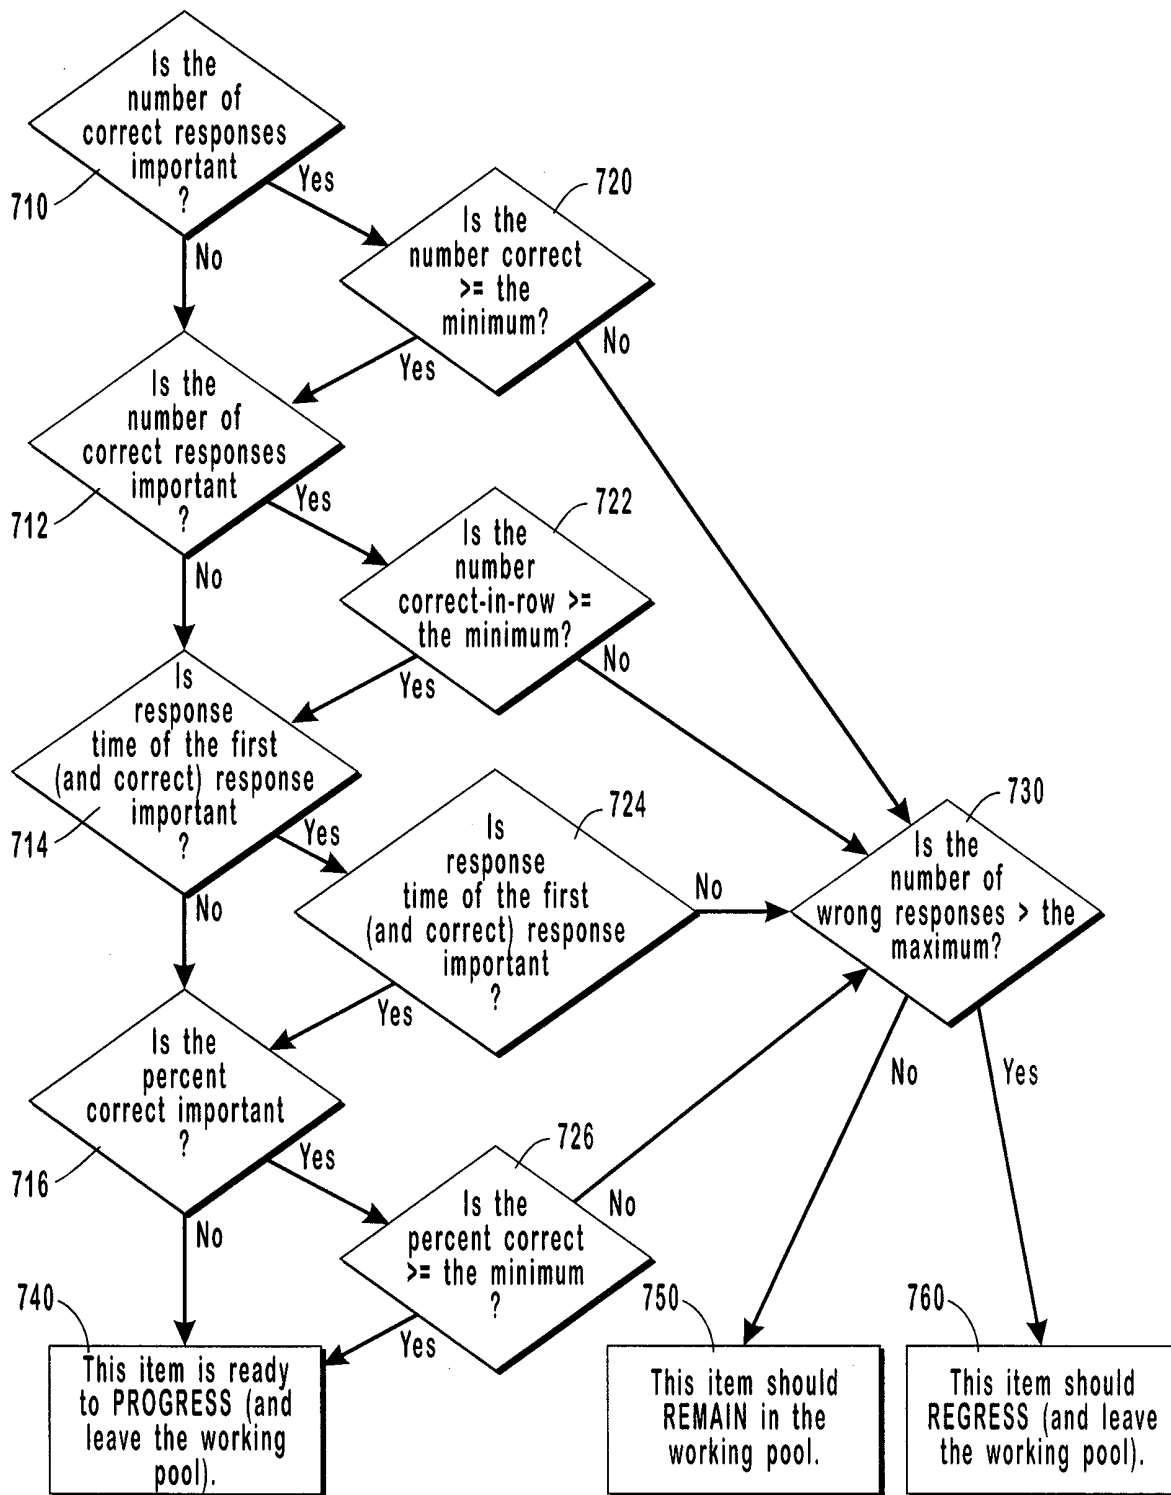 Is the
number of
correct responses
important
?
710
Yes
No
720
Is the
number correct
>= the
minimum?
Yes
No
Is the
number of
correct responses
important
?
712
Yes
No
722
Is the
number
correct-in-row >=
the minimum?
Yes
No
Is
response
time of the first
(and correct) response
important
?
714
Yes
No
724
Is
response
time of the first
(and correct) response
important
?
No
Yes
730
Is the
number of
wrong responses > the
maximum?
No
Yes
Is the
percent
correct important
?
716
Yes
No
726
Is the
percent correct
>= the minimum
?
No
Yes
740
This item is ready
to PROGRESS (and
leave the working
pool).
750
This item should
REMAIN in the
working pool.
760
This item should
REGRESS (and leave
the working pool).